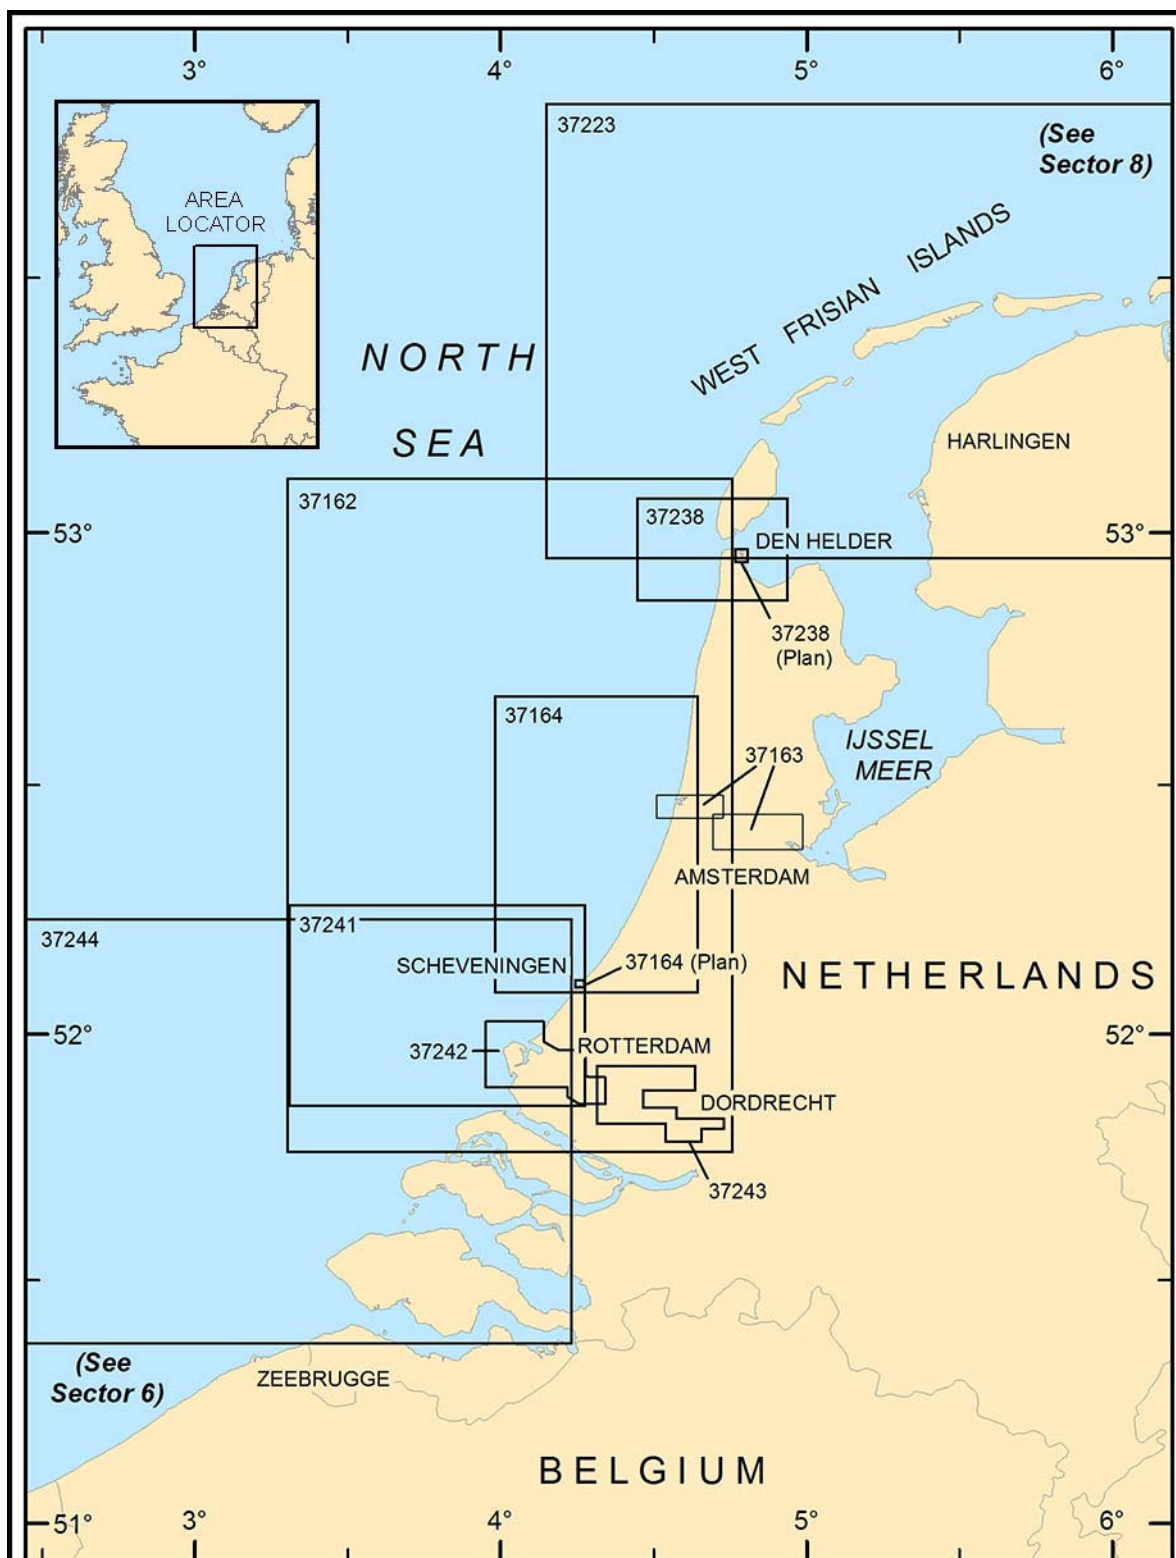 3°
4°
5°
6°
37223
(See
Sector 8)
AREA
LOCATOR
WEST FRISIAN ISLANDS
NORTH
SEA
HARLINGEN
37162
37238
53°
53°
DEN HELDER
37238
(Plan)
37164
IJSSEL
MEER
37163
AMSTERDAM
37241
37244
SCHEVENINGEN
37164 (Plan)
NETHERLANDS
52°
52°
37242
ROTTERDAM
DORDRECHT
37243
(See
Sector 6)
ZEEBRUGGE
BELGIUM
51°
3°
4°
5°
6°